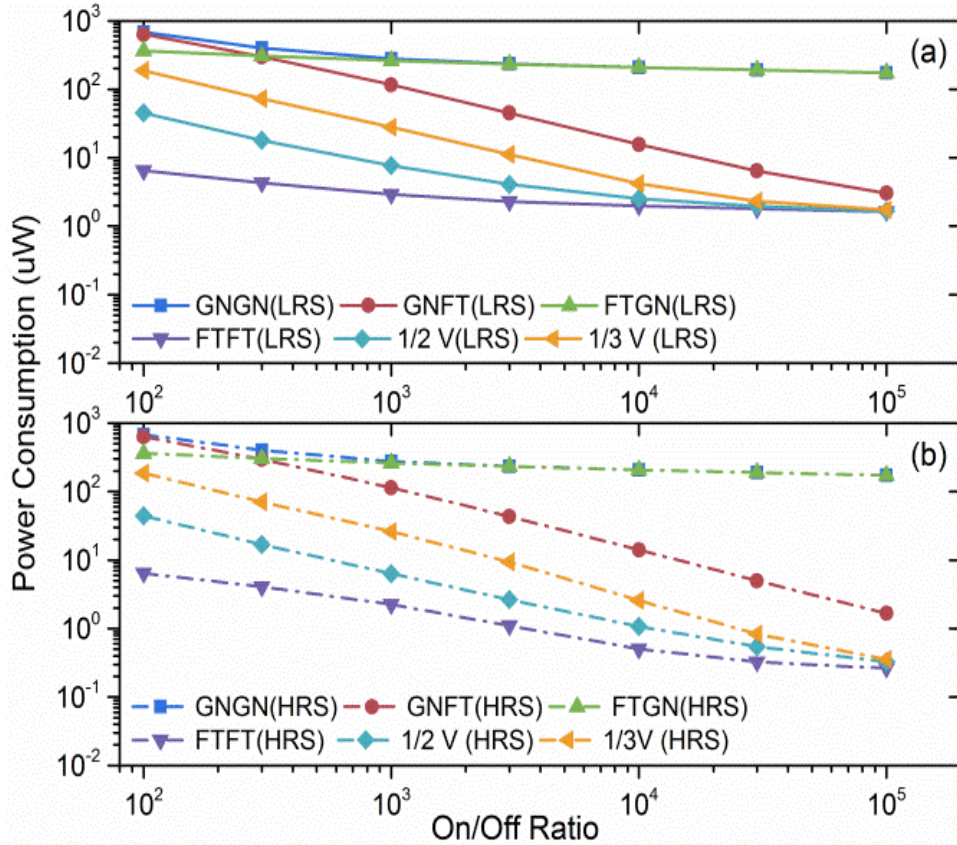 10³
(a)
10²
10¹
10⁰
10⁻¹
GNGN(LRS) GNFT(LRS) FTGN(LRS)
FTFT(LRS) 1/2 V(LRS) 1/3 V (LRS)
10⁻²
10² 10³ 10⁴ 10⁵
Power Consumption (uW)
10³
(b)
10²
10¹
10⁰
10⁻¹
GNGN(HRS) GNFT(HRS) FTGN(HRS)
FTFT(HRS) 1/2 V (HRS) 1/3V (HRS)
10⁻²
10² 10³ 10⁴ 10⁵
On/Off Ratio